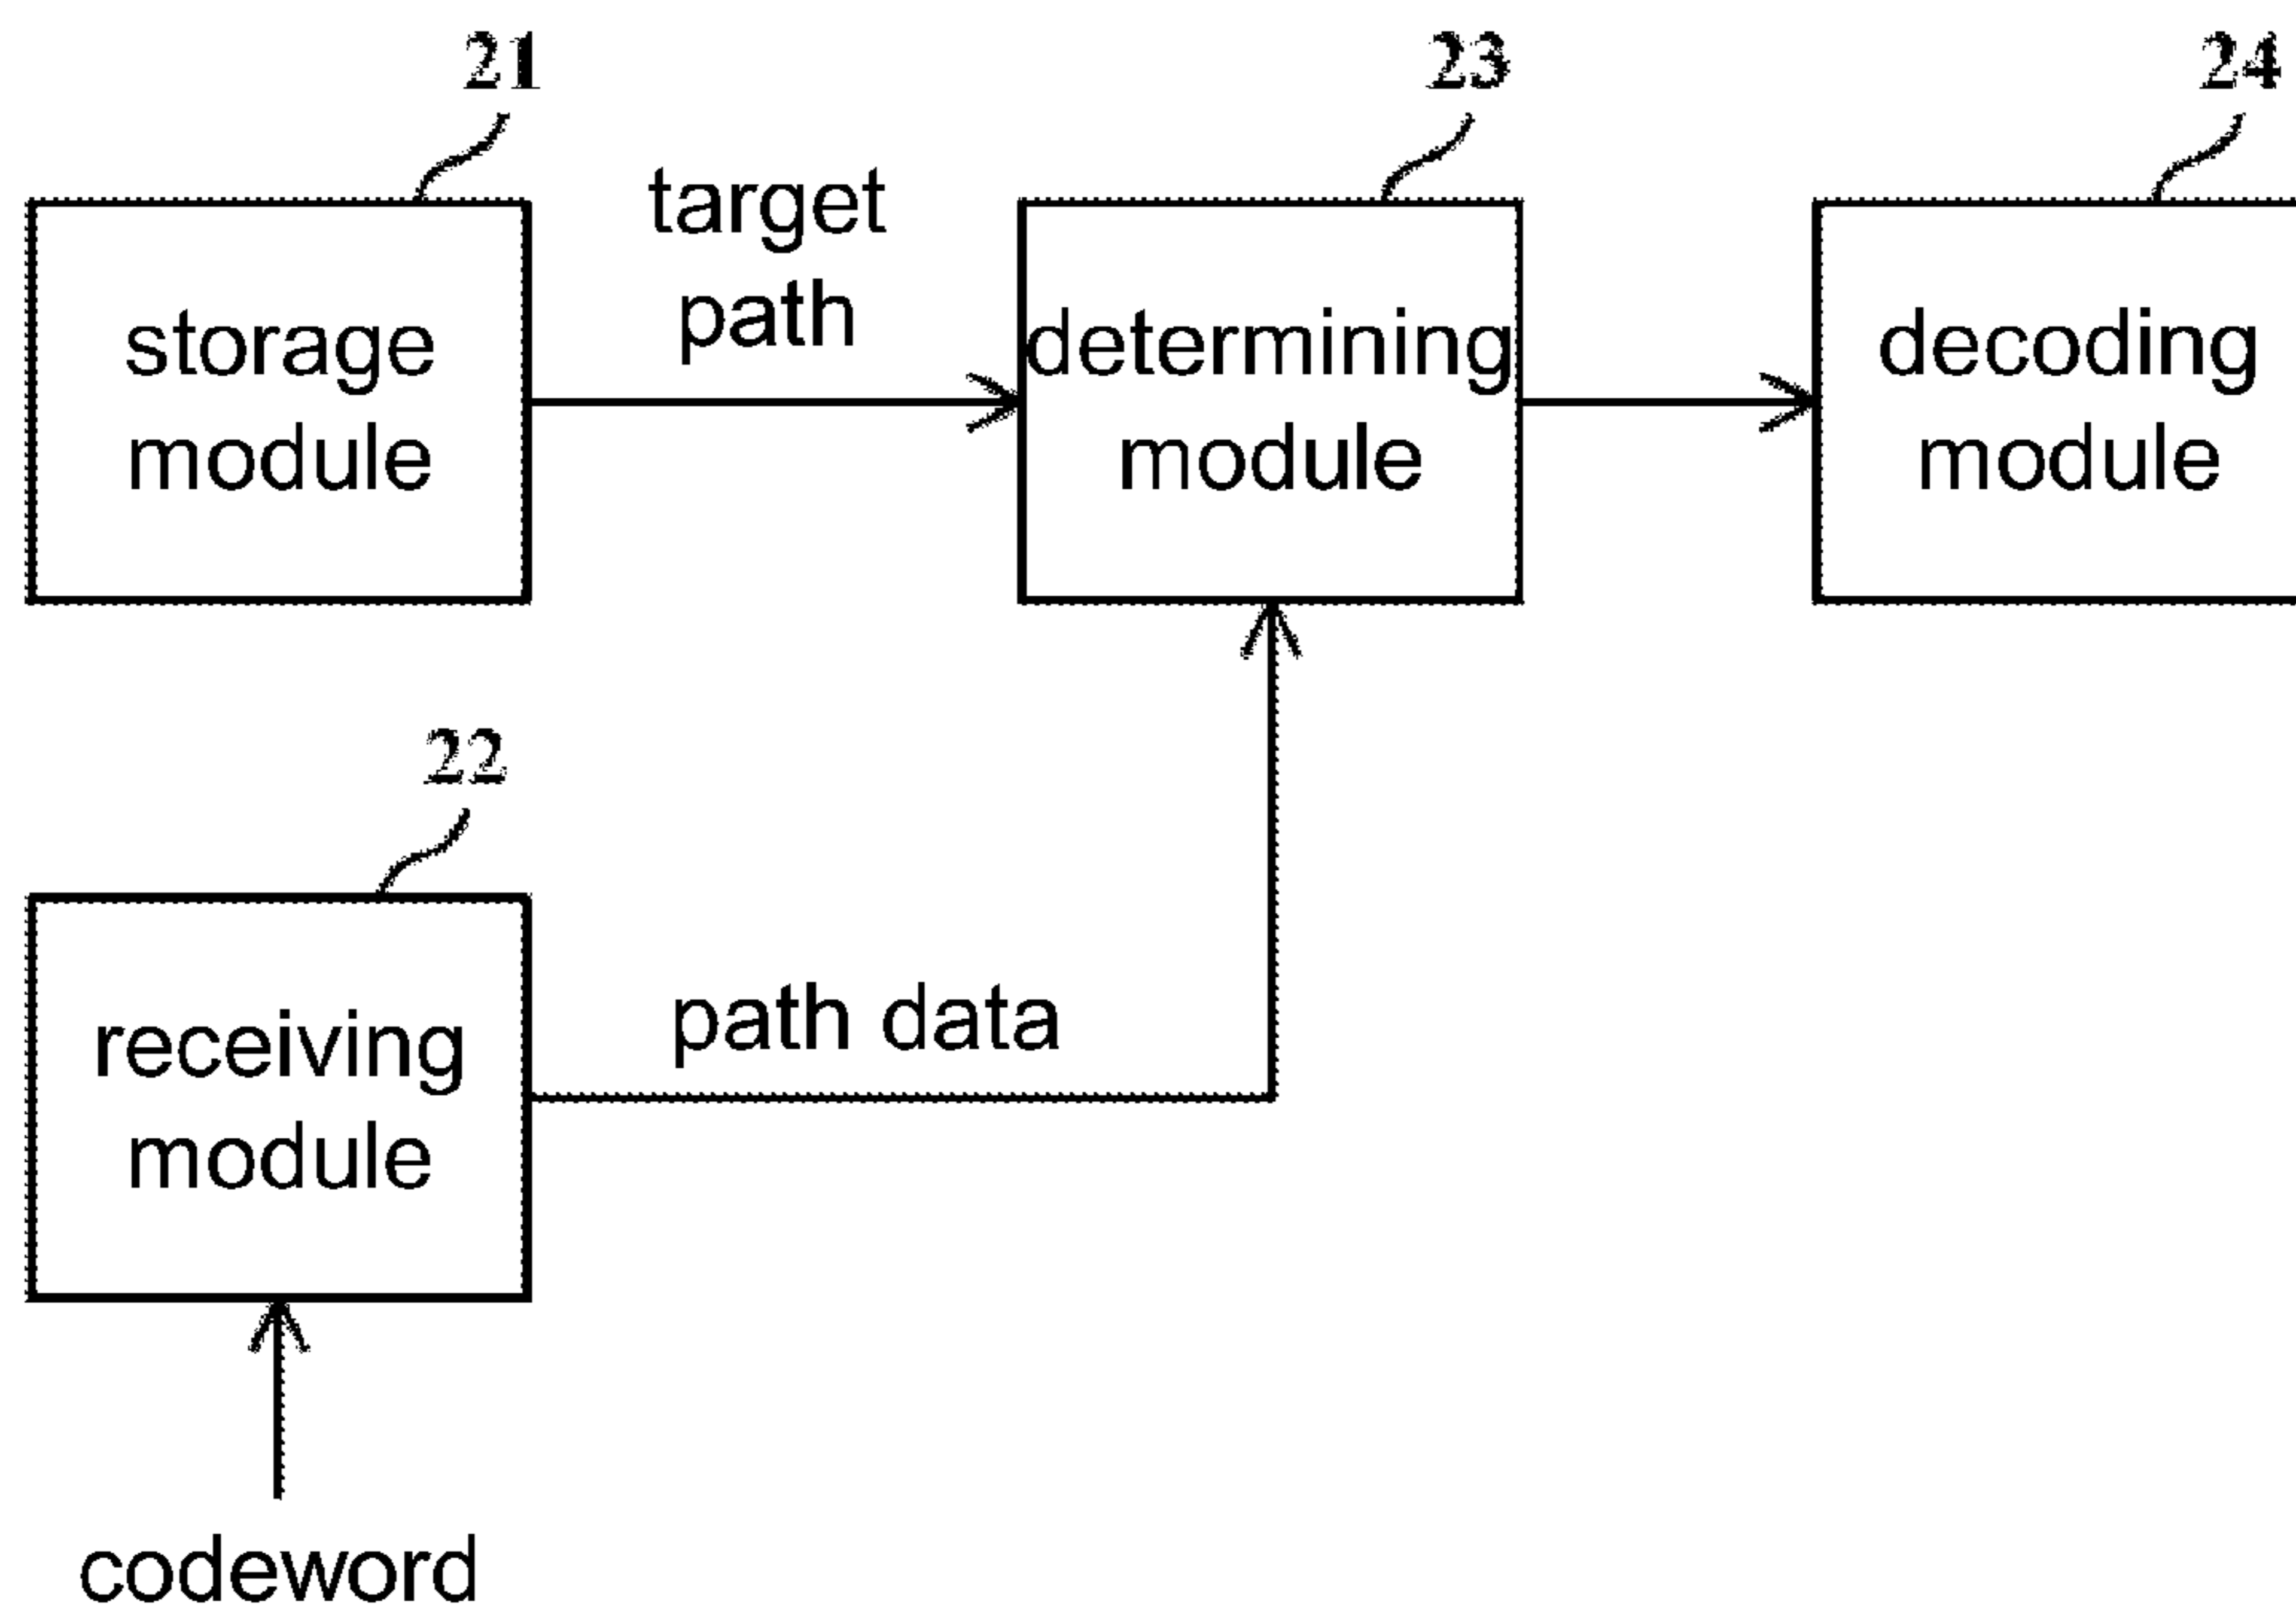 21
23
24
target
path
storage
module
determining
module
decoding
module
22
path data
receiving
module
codeword